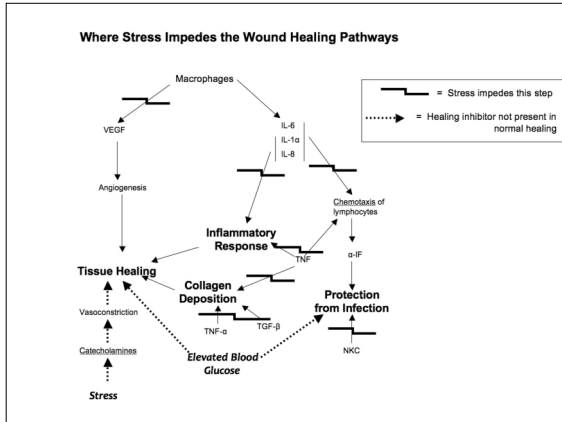 Where Stress Impedes the Wound Healing Pathways
Macrophages
= Stress impedes this step
= Healing inhibitor not present in
normal healing
VEGF
IL-6
IL-1α
IL-8
Angiogenesis
Chemotaxis of
lymphocytes
Inflammatory
Response
TNF
α-IF
Tissue Healing
Collagen
Deposition
Protection
from Infection
Vasoconstriction
TNF-α
TGF-β
NKC
Catecholamines
Elevated Blood
Glucose
Stress